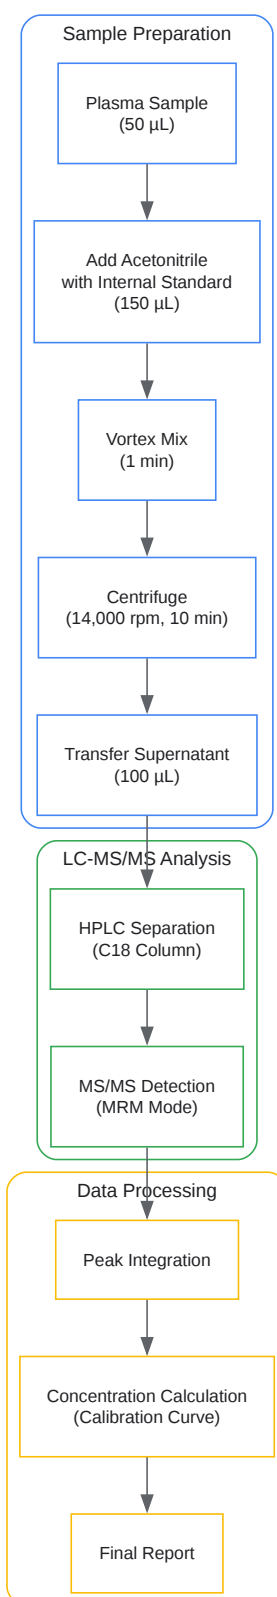 Sample Preparation
Plasma Sample
(50 µL)
Add Acetonitrile
with Internal Standard
(150 µL)
Vortex Mix
(1 min)
Centrifuge
(14,000 rpm, 10 min)
Transfer Supernatant
(100 µL)
LC-MS/MS Analysis
HPLC Separation
(C18 Column)
MS/MS Detection
(MRM Mode)
Data Processing
Peak Integration
Concentration Calculation
(Calibration Curve)
Final Report